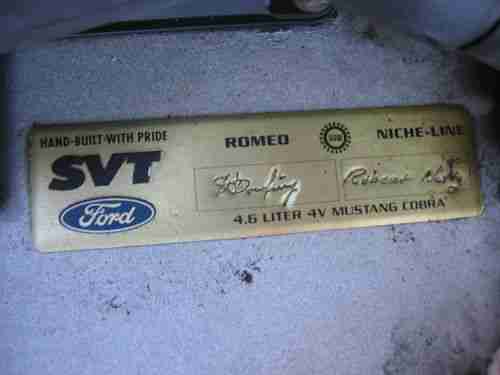 HAND-BUILT-WITH PRIDE
ROMEO NICHE-LINE
SVT
Ford
4.6 LITER 4V MUSTANG COBRA